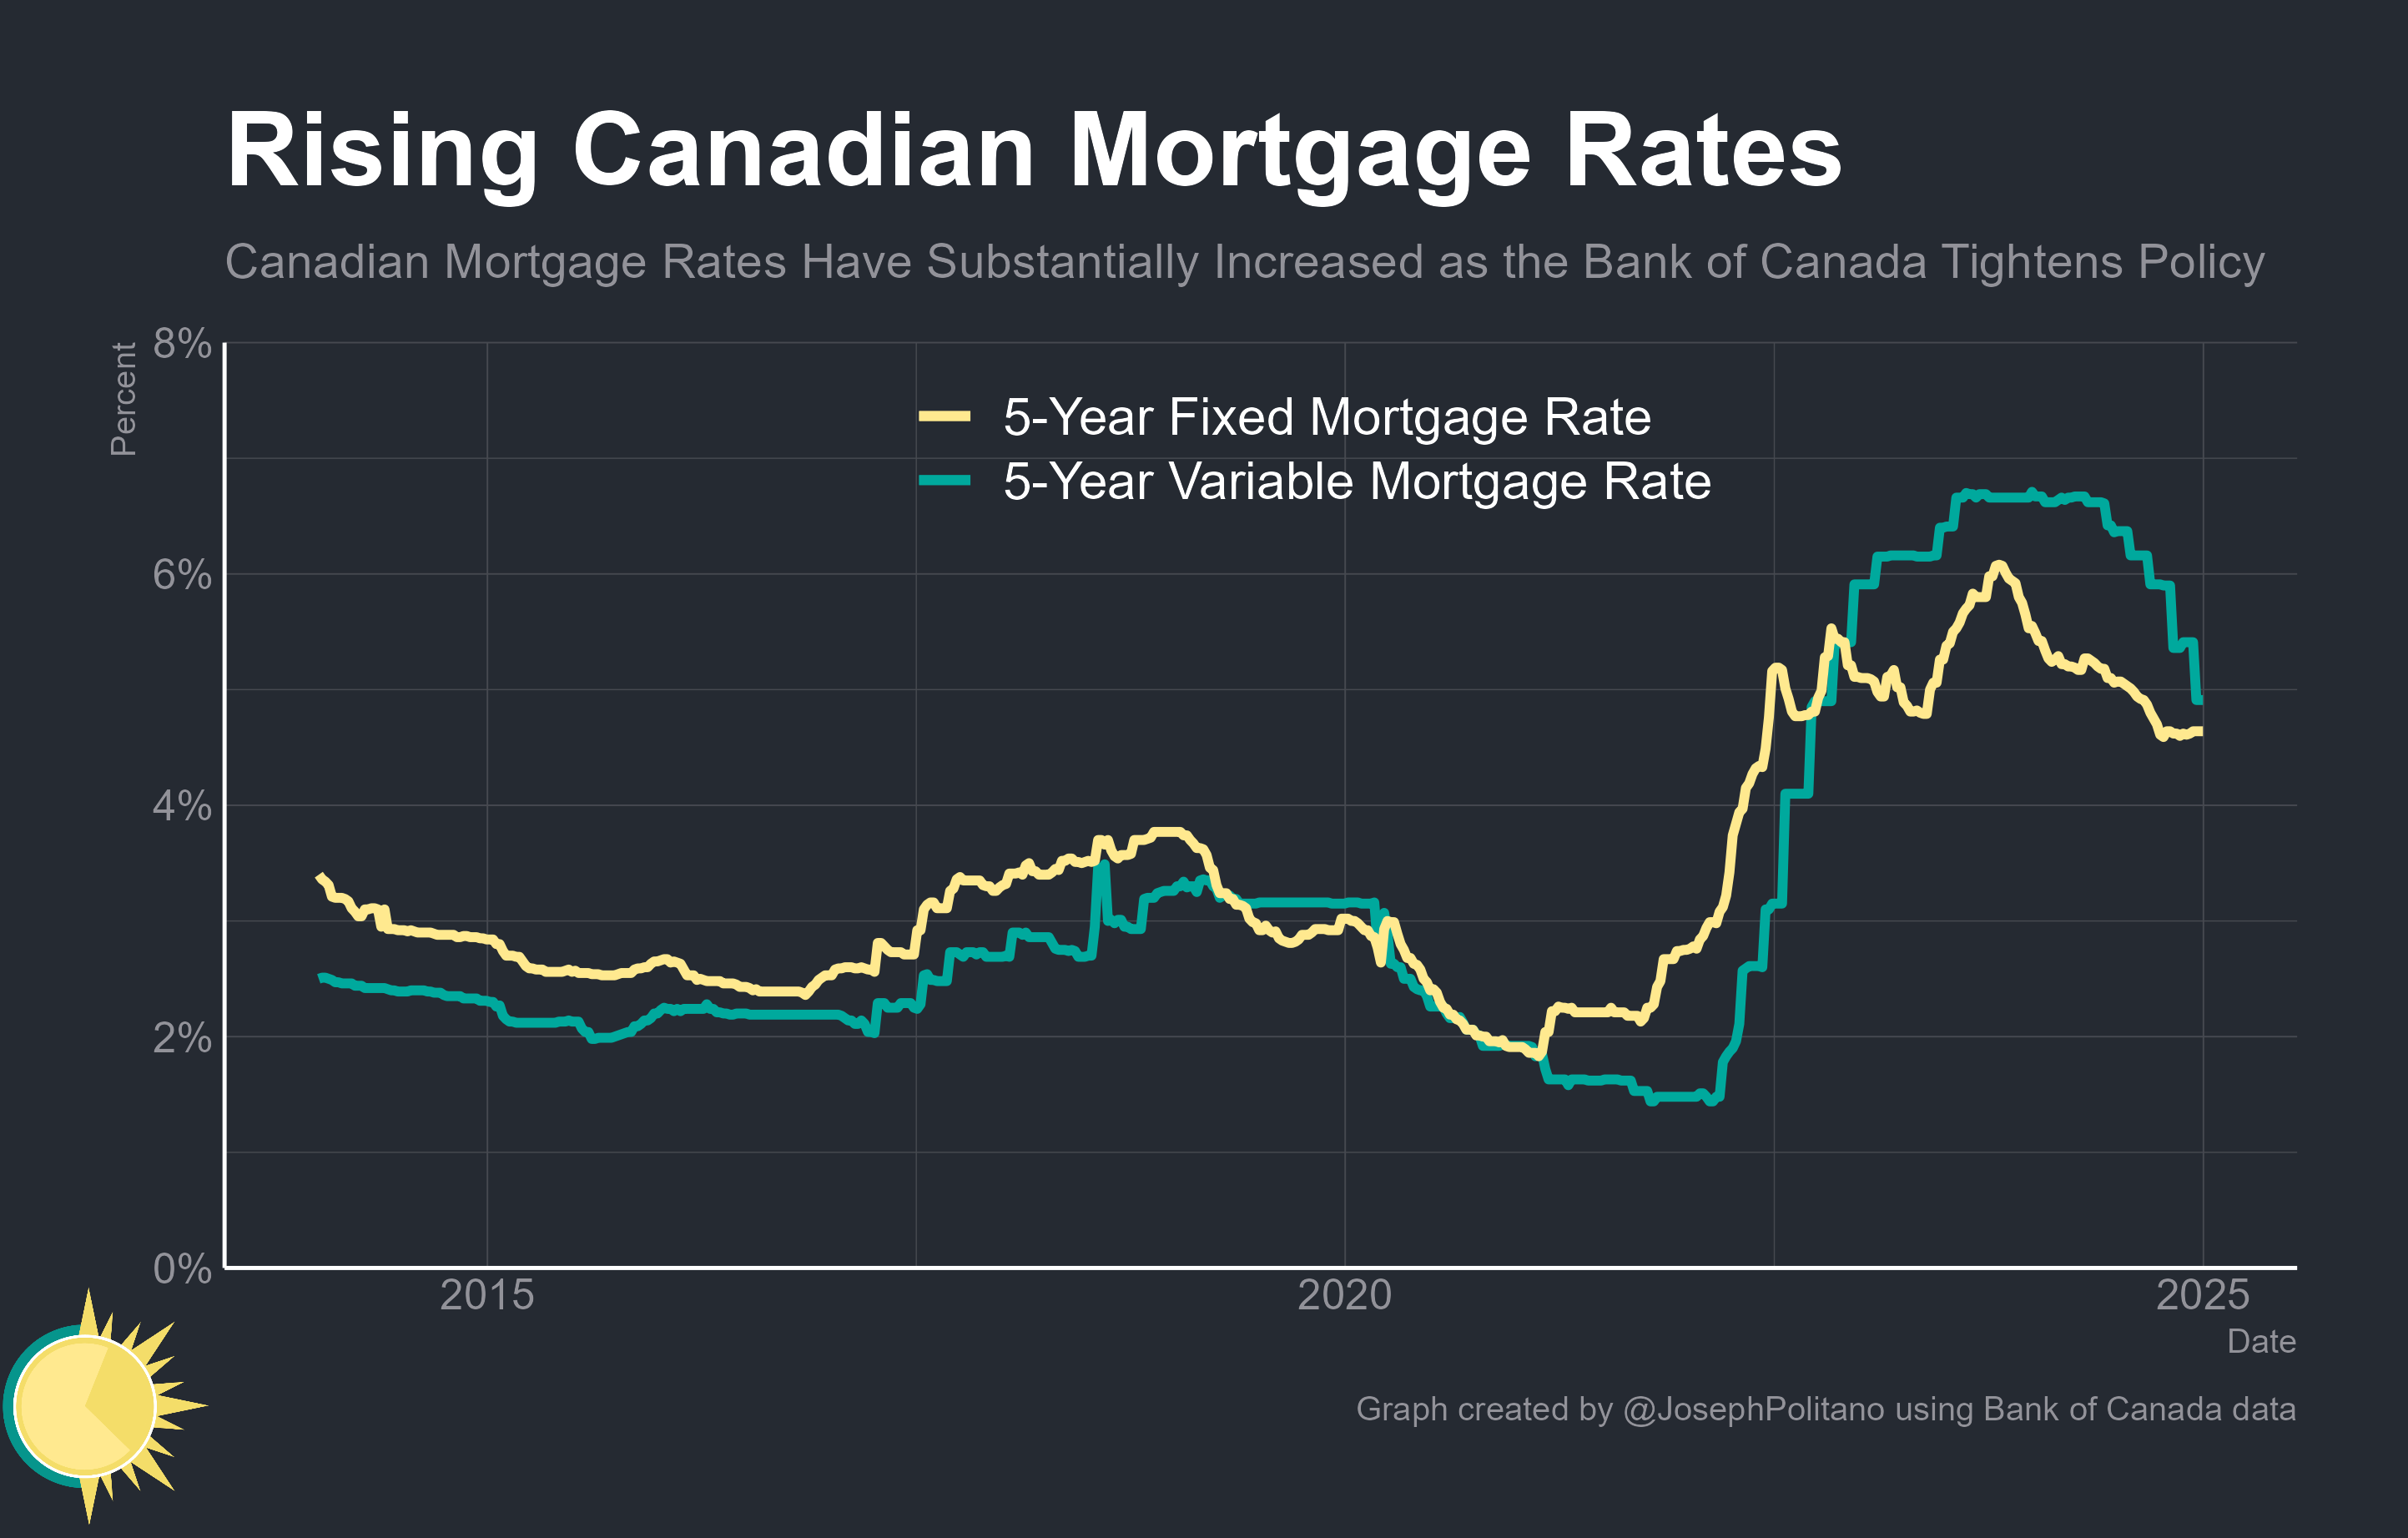 Rising Canadian Mortgage Rates
Canadian Mortgage Rates Have Substantially Increased as the Bank of Canada Tightens Policy
Percent
8%
6%
4%
2%
0%
5-Year Fixed Mortgage Rate
5-Year Variable Mortgage Rate
2015
2020
2025
Date
Graph created by @JosephPolitano using Bank of Canada data